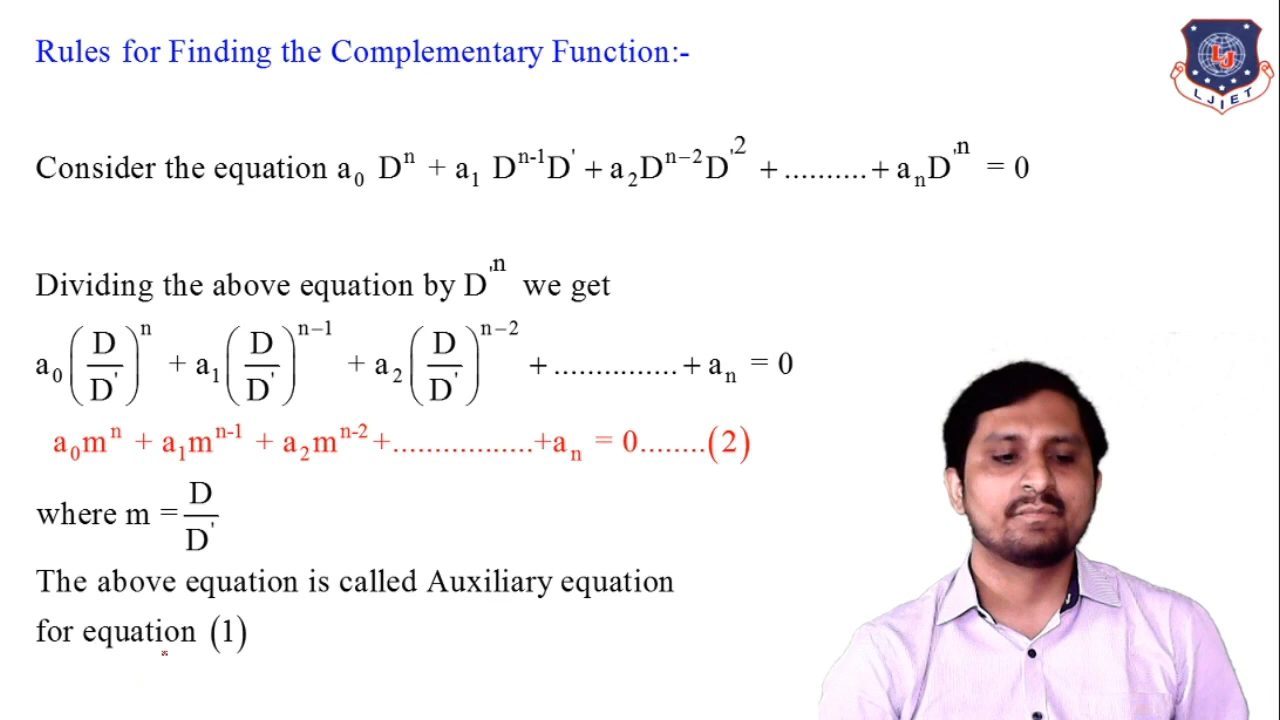 Rules for Finding the Complementary Function:-
LJ
LJIET
Consider the equation a₀ Dⁿ + a₁ Dⁿ⁻¹D' + a₂Dⁿ⁻²D'² + .......... + aₙD'ⁿ = 0
Dividing the above equation by D'ⁿ we get
a₀(D/D')ⁿ + a₁(D/D')ⁿ⁻¹ + a₂(D/D')ⁿ⁻² + ............... + aₙ = 0
a₀mⁿ + a₁mⁿ⁻¹ + a₂mⁿ⁻² + .................+aₙ = 0........(2)
where m = D/D'
The above equation is called Auxiliary equation
for equation (1)